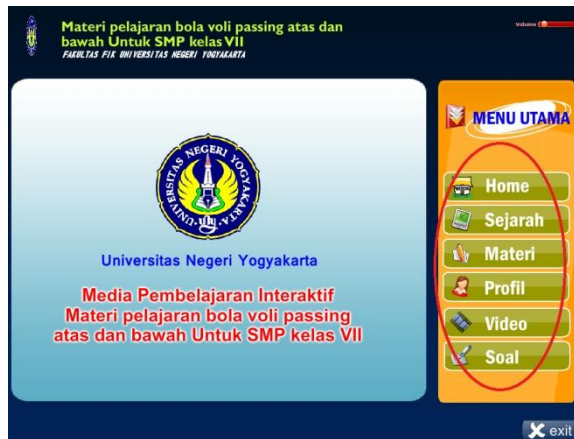 Materi pelajaran bola voli passing atas dan
bawah Untuk SMP kelas VII
FAKULTAS FIK UNIVERSITAS NEGERI YOGYAKARTA
Volume
MENU UTAMA
UNIVERSITAS NEGERI YOGYAKARTA
UNY
Universitas Negeri Yogyakarta
Media Pembelajaran Interaktif
Materi pelajaran bola voli passing
atas dan bawah Untuk SMP kelas VII
Home
Sejarah
Materi
Profil
Video
Soal
exit